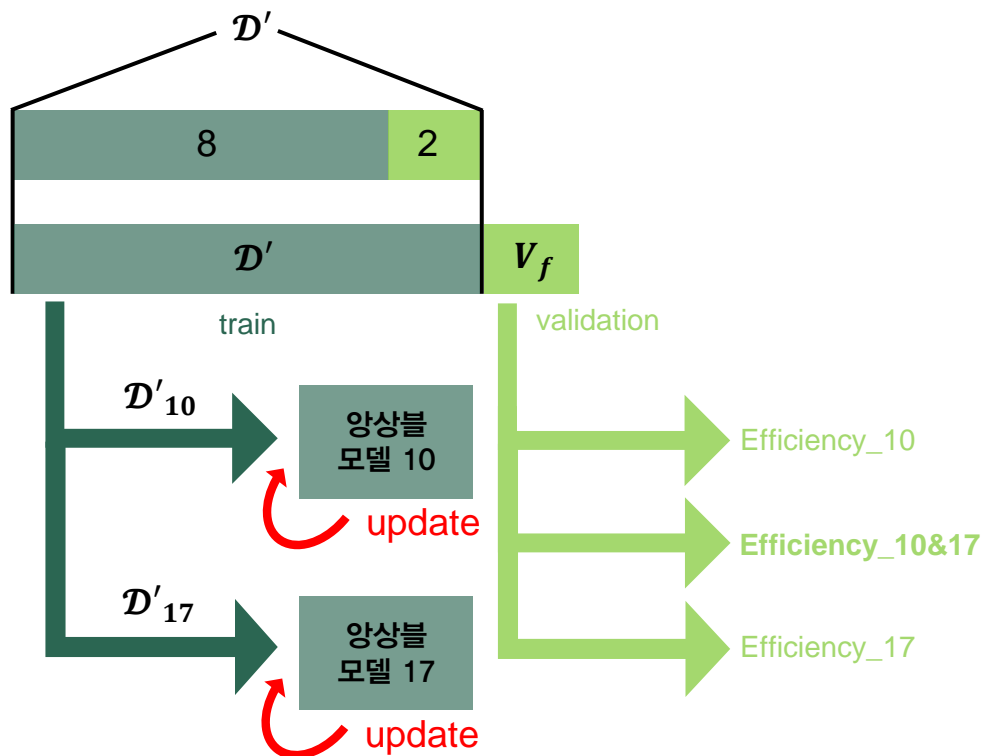 𝒟′
8
2
𝒟′
V_f
train
validation
𝒟′₁₀
앙상블
모델 10
update
Efficiency_10
Efficiency_10&17
𝒟′₁₇
앙상블
모델 17
update
Efficiency_17